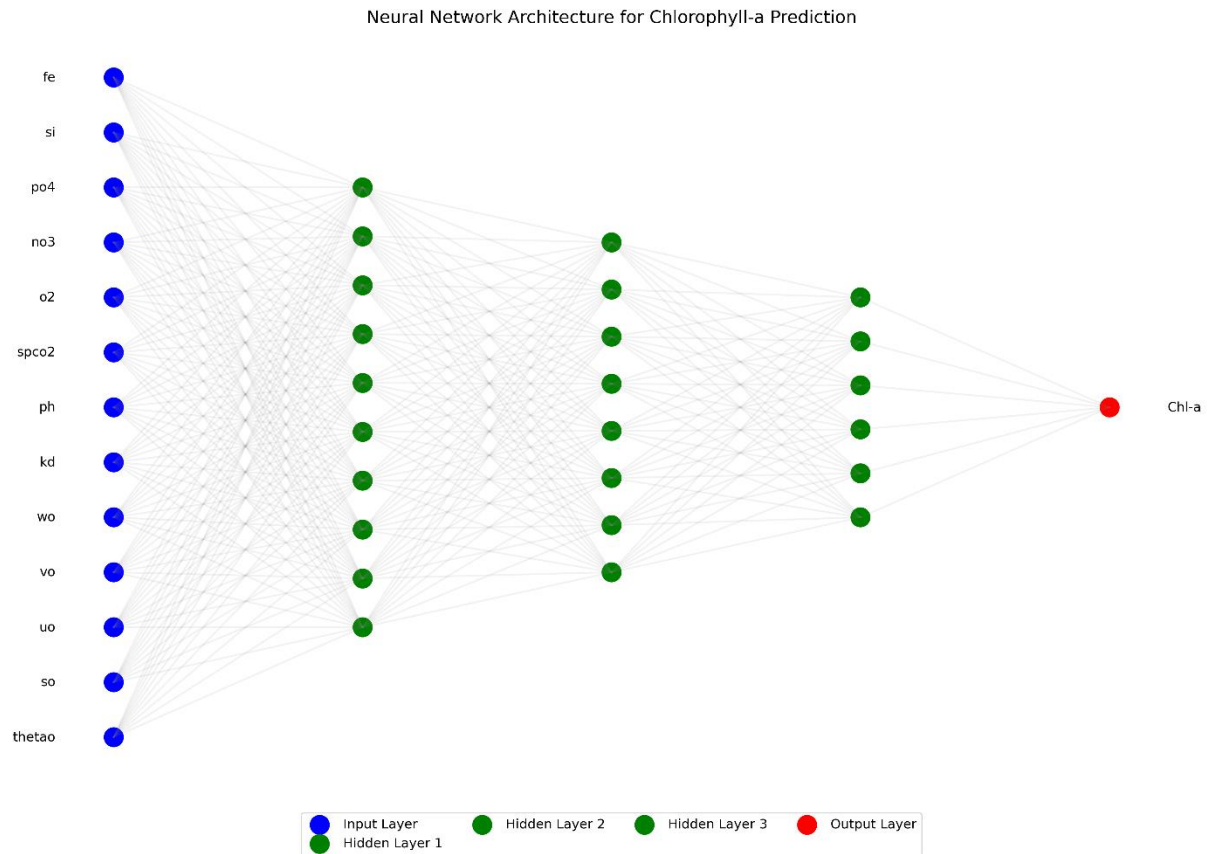 Neural Network Architecture for Chlorophyll-a Prediction
fe
si
po4
no3
o2
spco2
ph
kd
wo
vo
uo
so
thetao
Chl-a
Input Layer
Hidden Layer 1
Hidden Layer 2
Hidden Layer 3
Output Layer